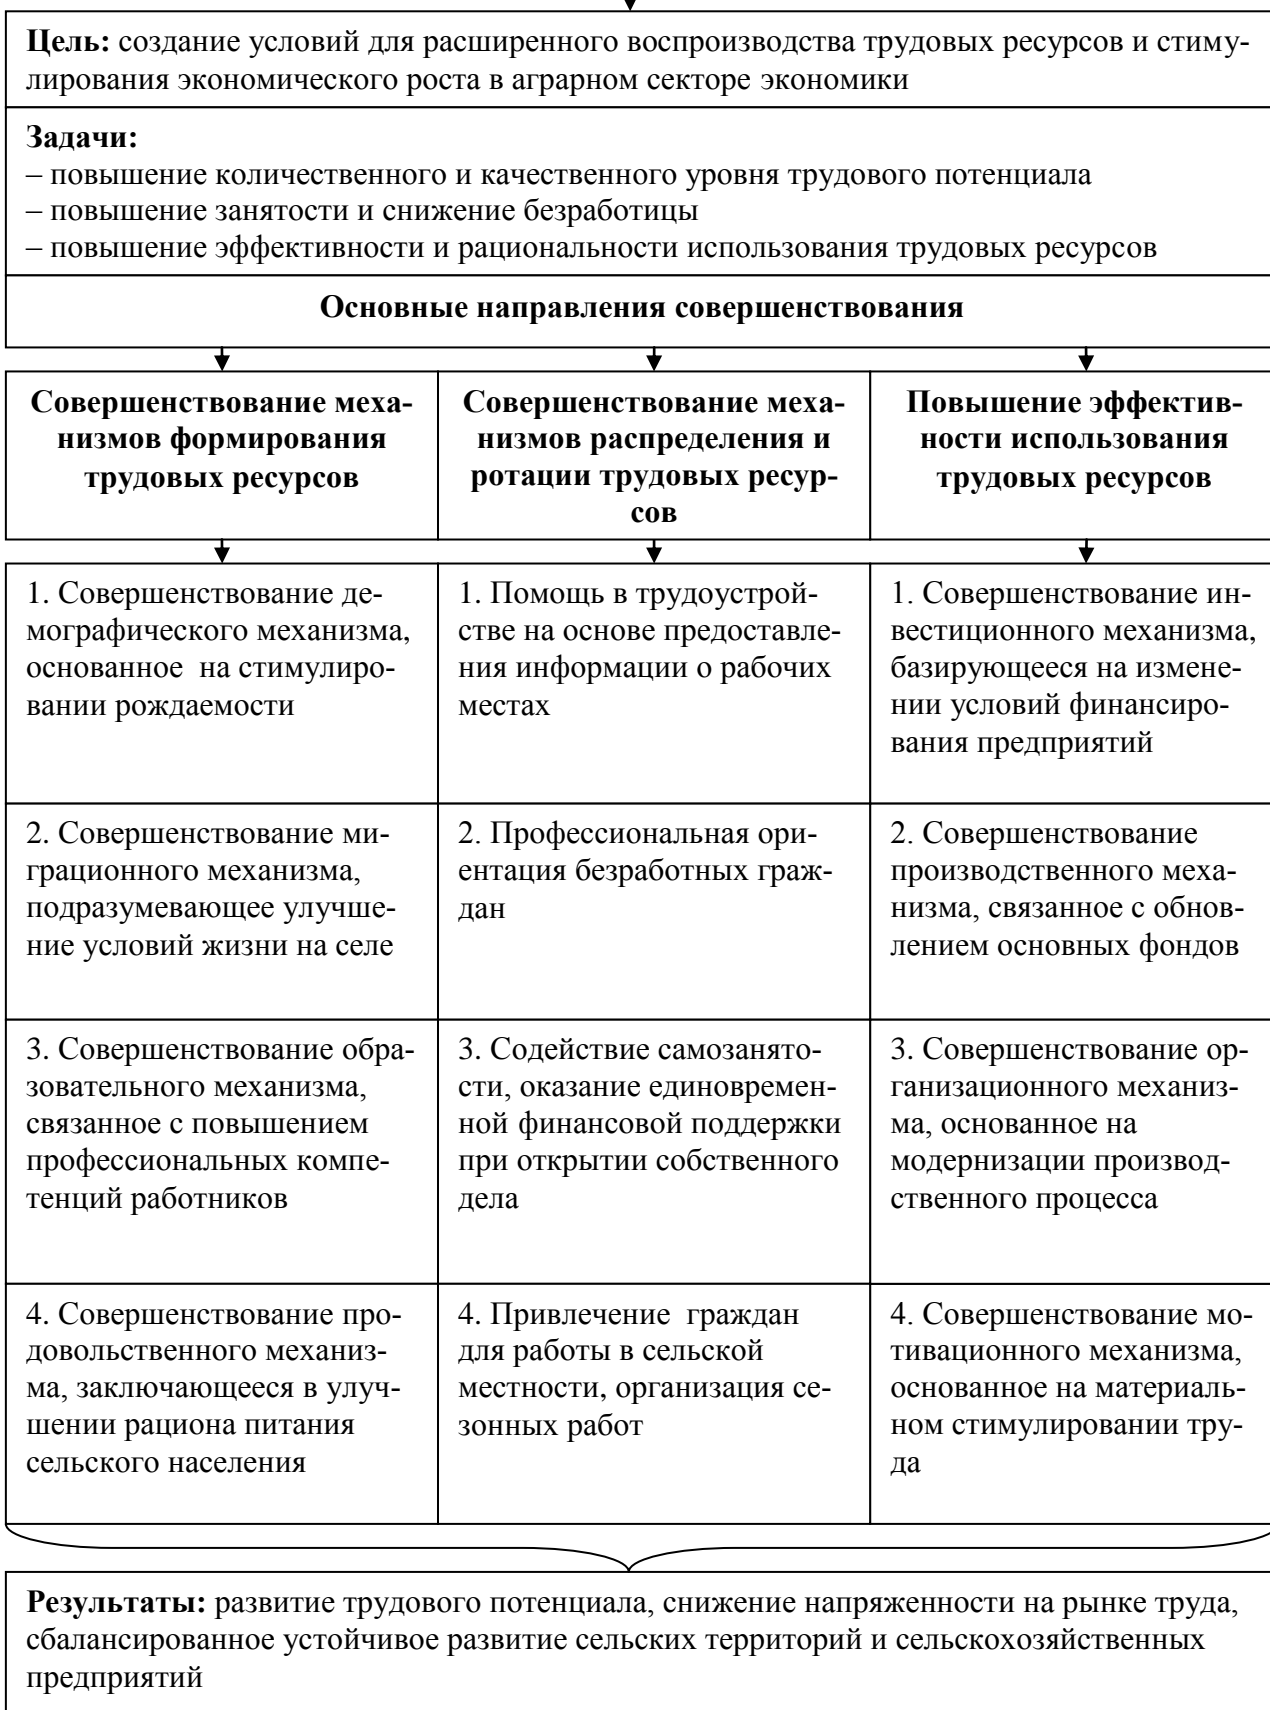 Цель: создание условий для расширенного воспроизводства трудовых ресурсов и стиму-
лирования экономического роста в аграрном секторе экономики
Задачи:
– повышение количественного и качественного уровня трудового потенциала
– повышение занятости и снижение безработицы
– повышение эффективности и рациональности использования трудовых ресурсов
Основные направления совершенствования
Совершенствование меха-
низмов формирования
трудовых ресурсов
Совершенствование меха-
низмов распределения и
ротации трудовых ресур-
сов
Повышение эффектив-
ности использования
трудовых ресурсов
1. Совершенствование де-
мографического механизма,
основанное на стимулиро-
вании рождаемости
1. Помощь в трудоустрой-
стве на основе предоставле-
ния информации о рабочих
местах
1. Совершенствование ин-
вестиционного механизма,
базирующееся на измене-
нии условий финансиро-
вания предприятий
2. Совершенствование ми-
грационного механизма,
подразумевающее улучше-
ние условий жизни на селе
2. Профессиональная ори-
ентация безработных граж-
дан
2. Совершенствование
производственного меха-
низма, связанное с обнов-
лением основных фондов
3. Совершенствование обра-
зовательного механизма,
связанное с повышением
профессиональных компе-
тенций работников
3. Содействие самозанято-
сти, оказание единовремен-
ной финансовой поддержки
при открытии собственного
дела
3. Совершенствование ор-
ганизационного механиз-
ма, основанное на
модернизации производ-
ственного процесса
4. Совершенствование про-
довольственного механиз-
ма, заключающееся в улуч-
шении рациона питания
сельского населения
4. Привлечение граждан
для работы в сельской
местности, организация се-
зонных работ
4. Совершенствование мо-
тивационного механизма,
основанное на материаль-
ном стимулировании тру-
да
Результаты: развитие трудового потенциала, снижение напряженности на рынке труда,
сбалансированное устойчивое развитие сельских территорий и сельскохозяйственных
предприятий